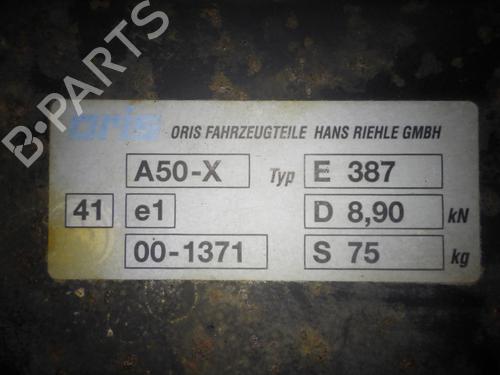 B-PARTS
oris ORIS FAHRZEUGTEILE HANS RIEHLE GMBH
A50-X Typ E 387
41 e1 D 8,90 kN
00-1371 S 75 kg